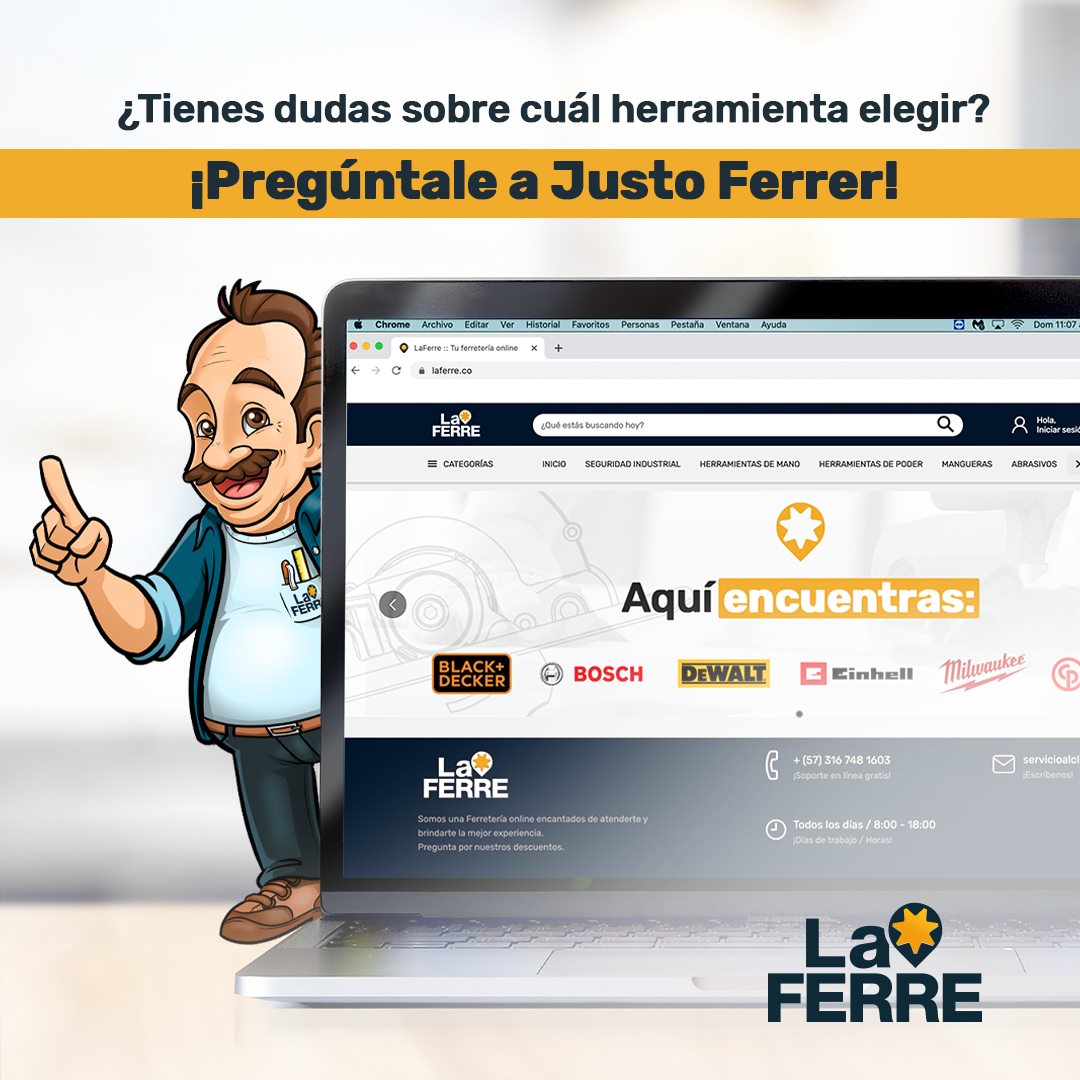 ¿Tienes dudas sobre cuál herramienta elegir?
¡Pregúntale a Justo Ferrer!
Chrome Archivo Editar Ver Historial Favoritos Personas Pestaña Ventana Ayuda Dom 11:07
LaFerre :: Tu ferretería online
laferre.co
La
FERRE
¿Qué estás buscando hoy?
Hola,
Iniciar sesió
CATEGORÍAS INICIO SEGURIDAD INDUSTRIAL HERRAMIENTAS DE MANO HERRAMIENTAS DE PODER MANGUERAS ABRASIVOS
Aquí encuentras:
La
FERRE
BLACK+
DECKER
BOSCH
DEWALT
Einhell
Milwaukee
CP
La
FERRE
Somos una Ferretería online encantados de atenderte y
brindarte la mejor experiencia.
Pregunta por nuestros descuentos.
+ (57) 316 748 1603
¡Soporte en línea gratis!
servicioalcl
¡Escríbenos!
Todos los días / 8:00 - 18:00
¡Días de trabajo / Horas!
La
FERRE